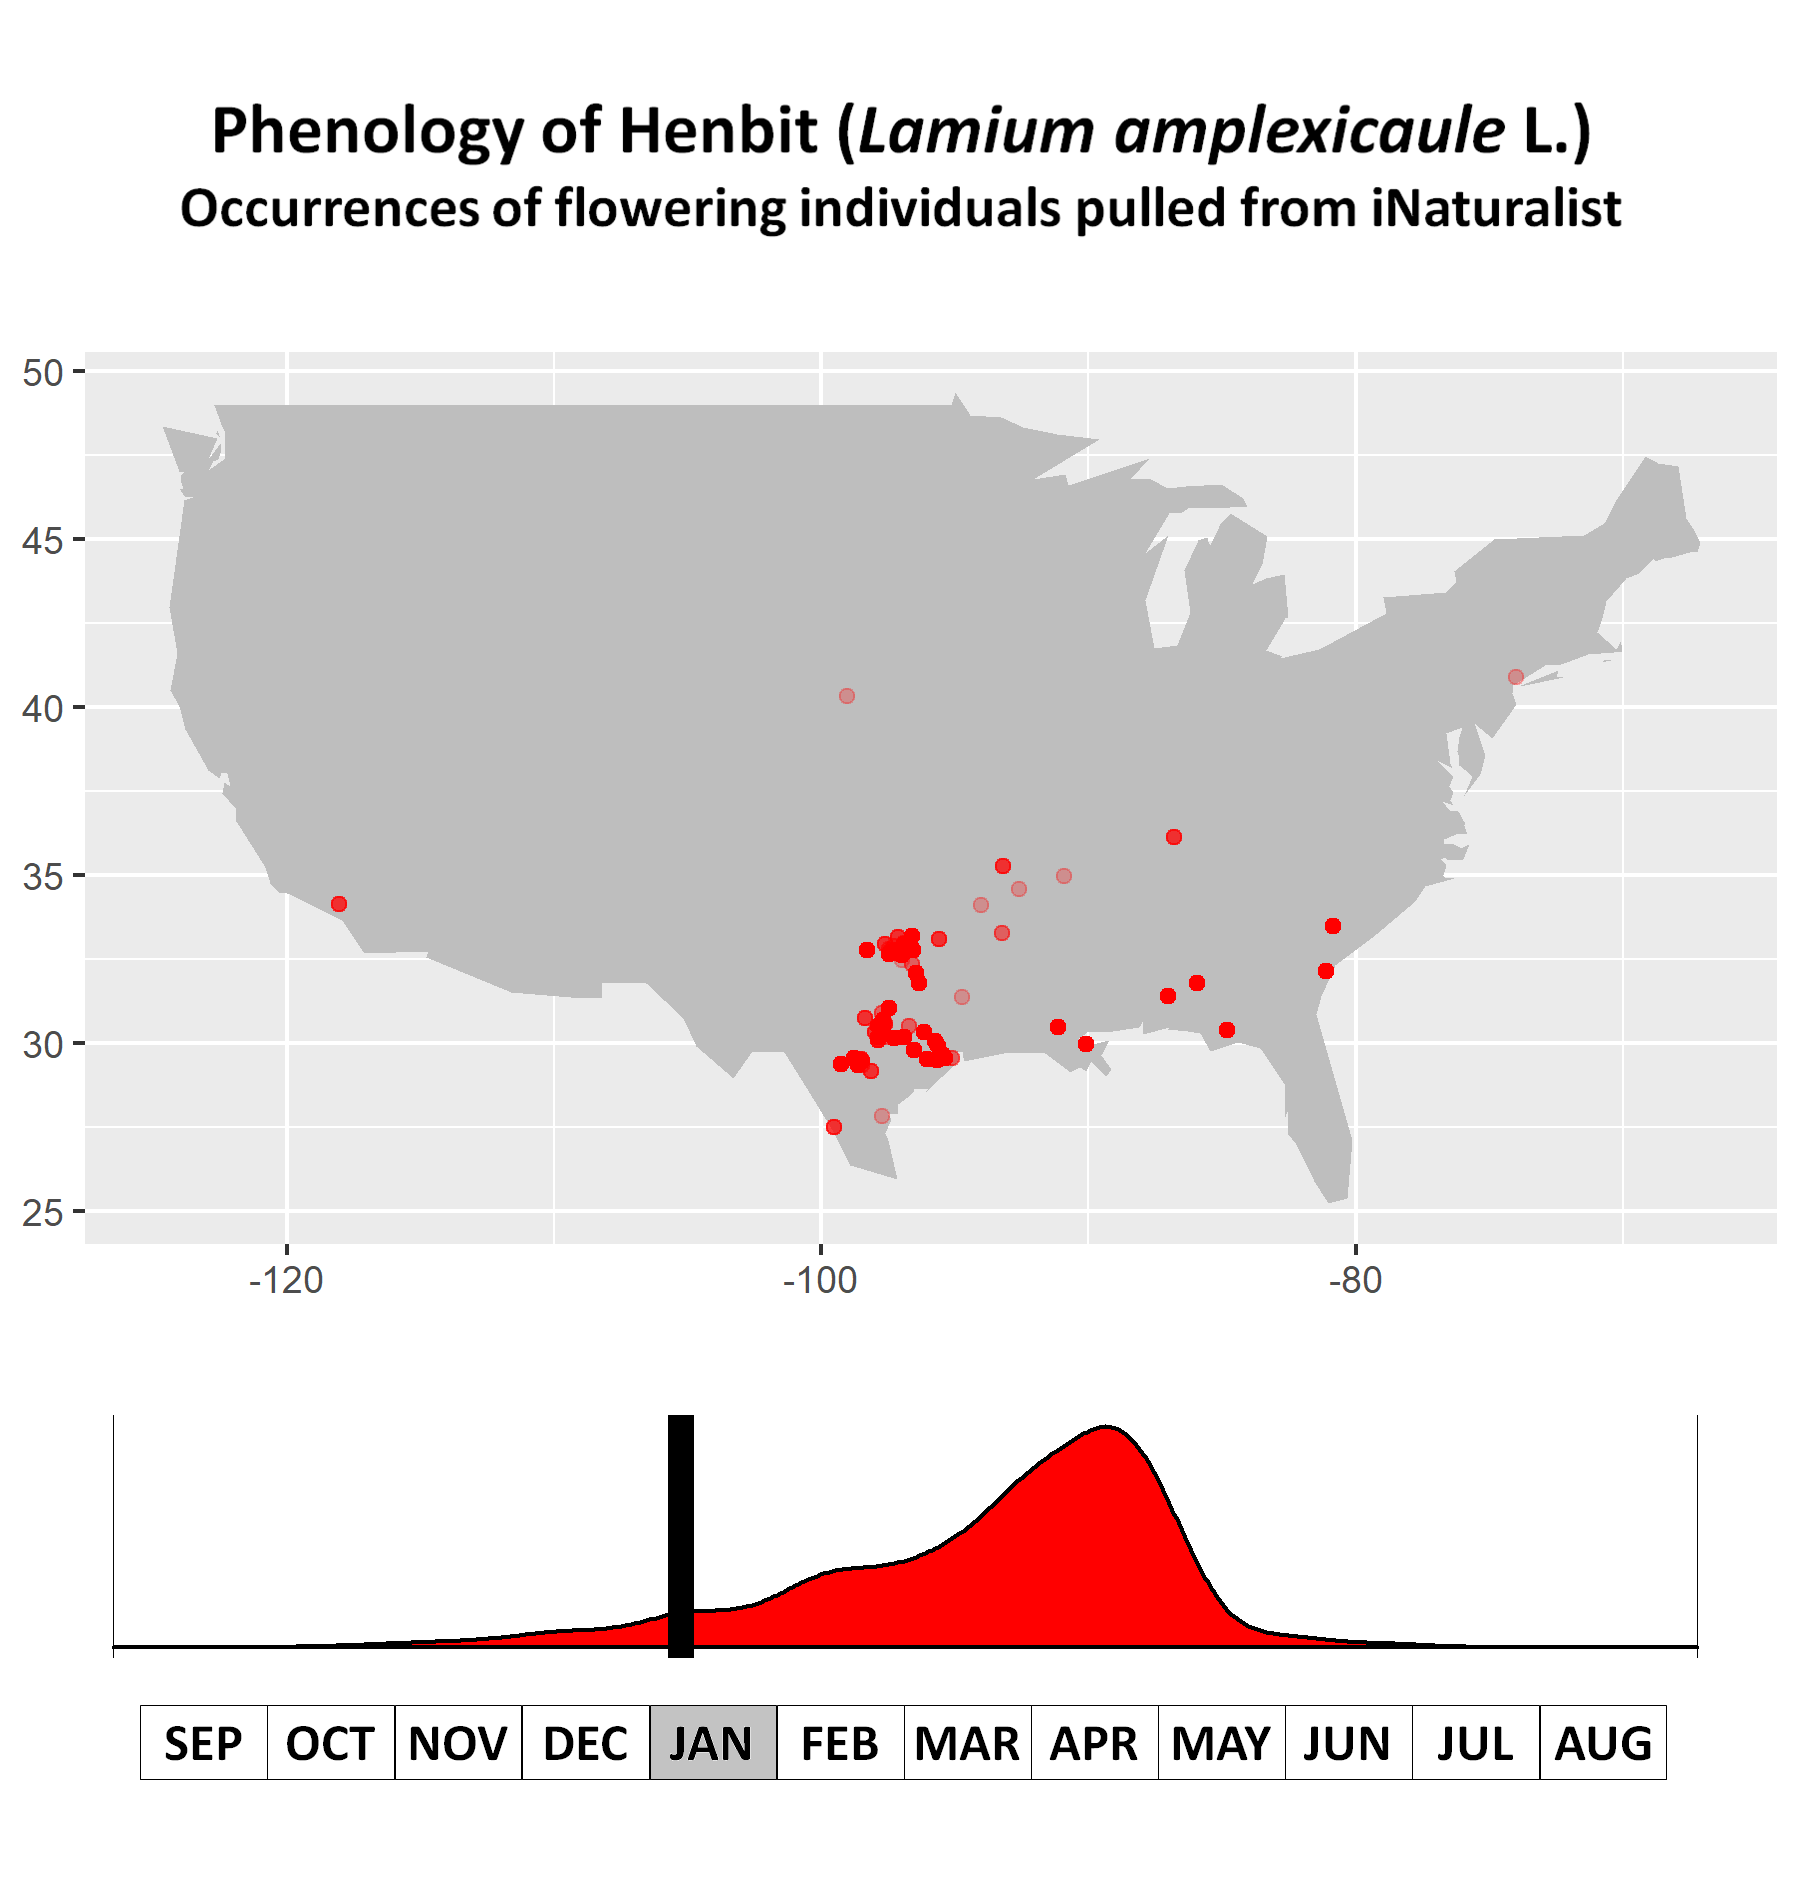 Phenology of Henbit (Lamium amplexicaule L.)
Occurrences of flowering individuals pulled from iNaturalist
50
45
40
35
30
25
-120 -100 -80
SEP OCT NOV DEC JAN FEB MAR APR MAY JUN JUL AUG